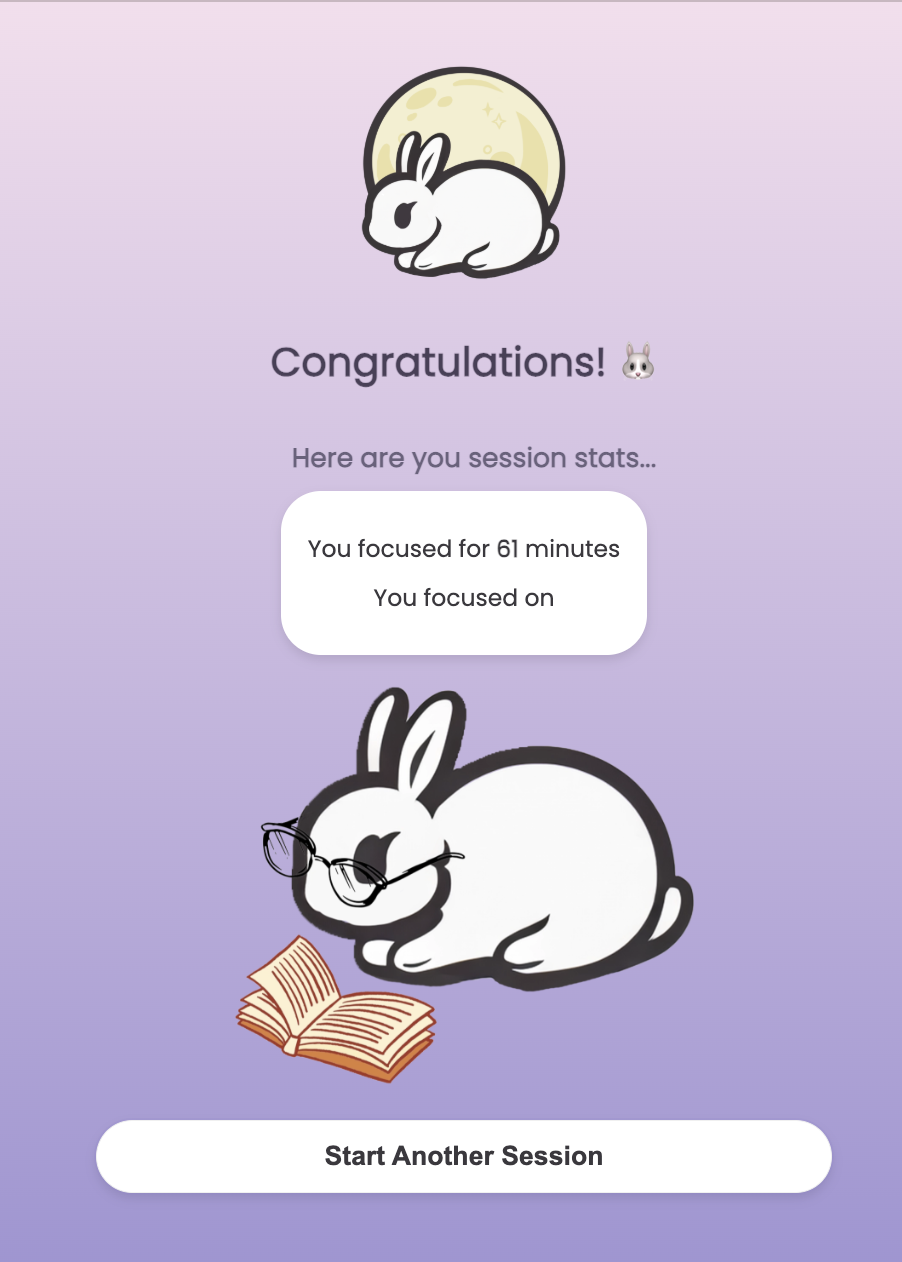 Congratulations! 🐰
Here are you session stats...
You focused for 61 minutes
You focused on
Start Another Session